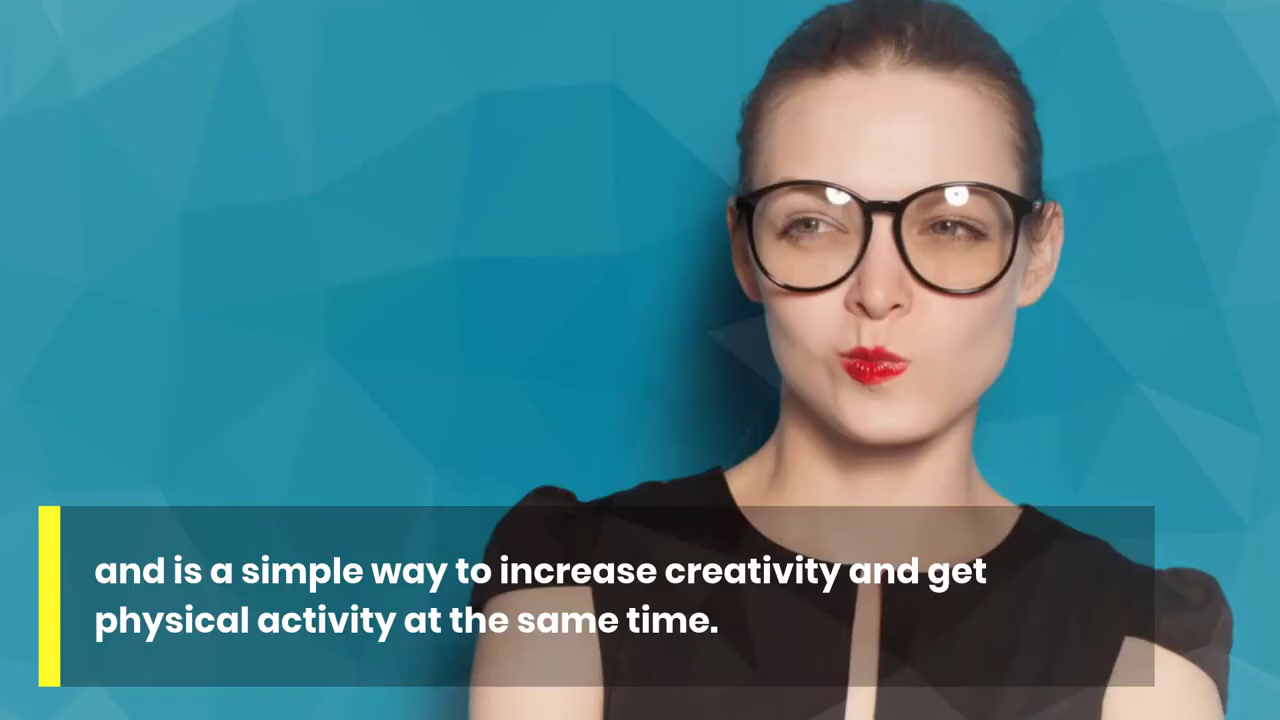 and is a simple way to increase creativity and get
physical activity at the same time.